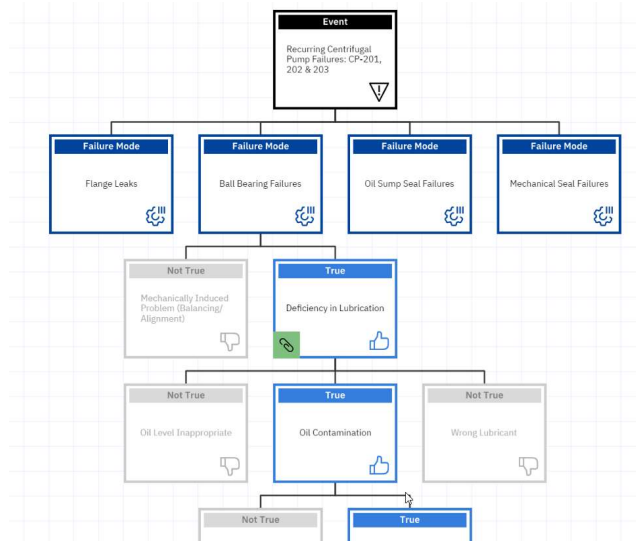 Event
Recurring Centrifugal
Pump Failures: CP-201,
202 & 203
Failure Mode
Flange Leaks
Failure Mode
Ball Bearing Failures
Failure Mode
Oil Sump Seal Failures
Failure Mode
Mechanical Seal Failures
Not True
Mechanically Induced
Problem (Balancing/
Alignment)
True
Deficiency in Lubrication
Not True
Oil Level Inappropriate
True
Oil Contamination
Not True
Wrong Lubricant
Not True
True